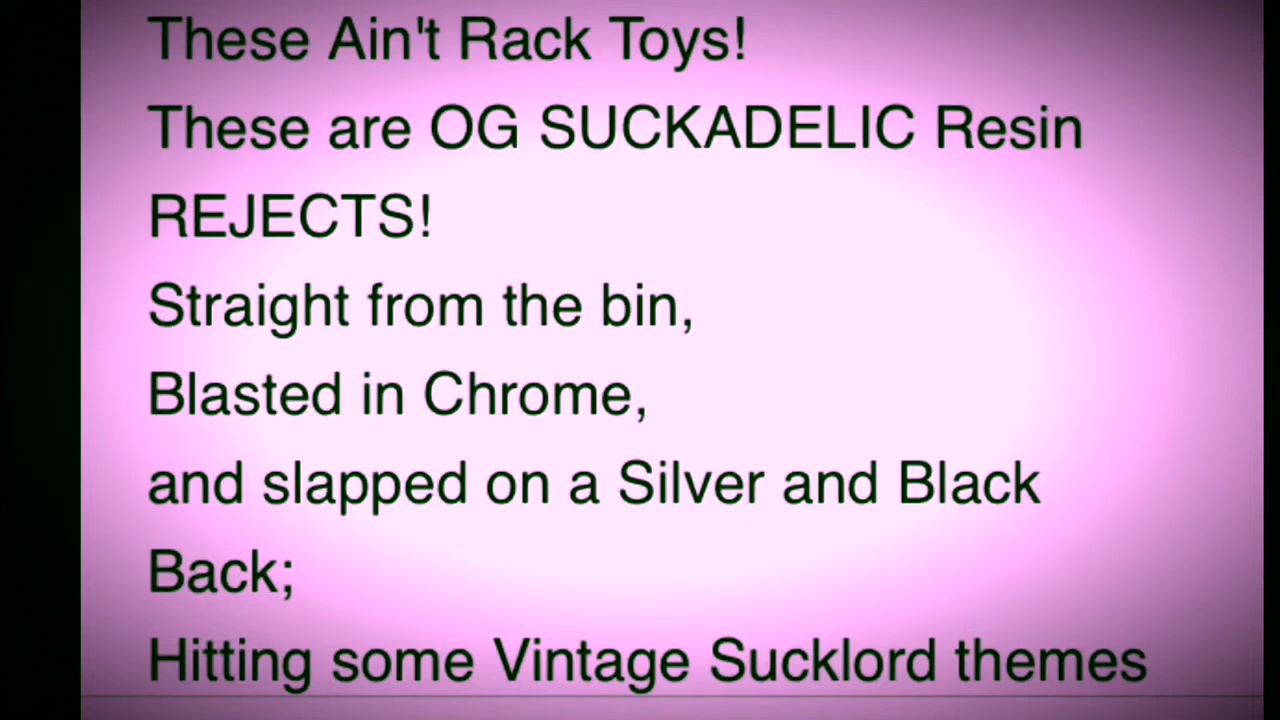 These Ain't Rack Toys!
These are OG SUCKADELIC Resin
REJECTS!
Straight from the bin,
Blasted in Chrome,
and slapped on a Silver and Black
Back;
Hitting some Vintage Sucklord themes